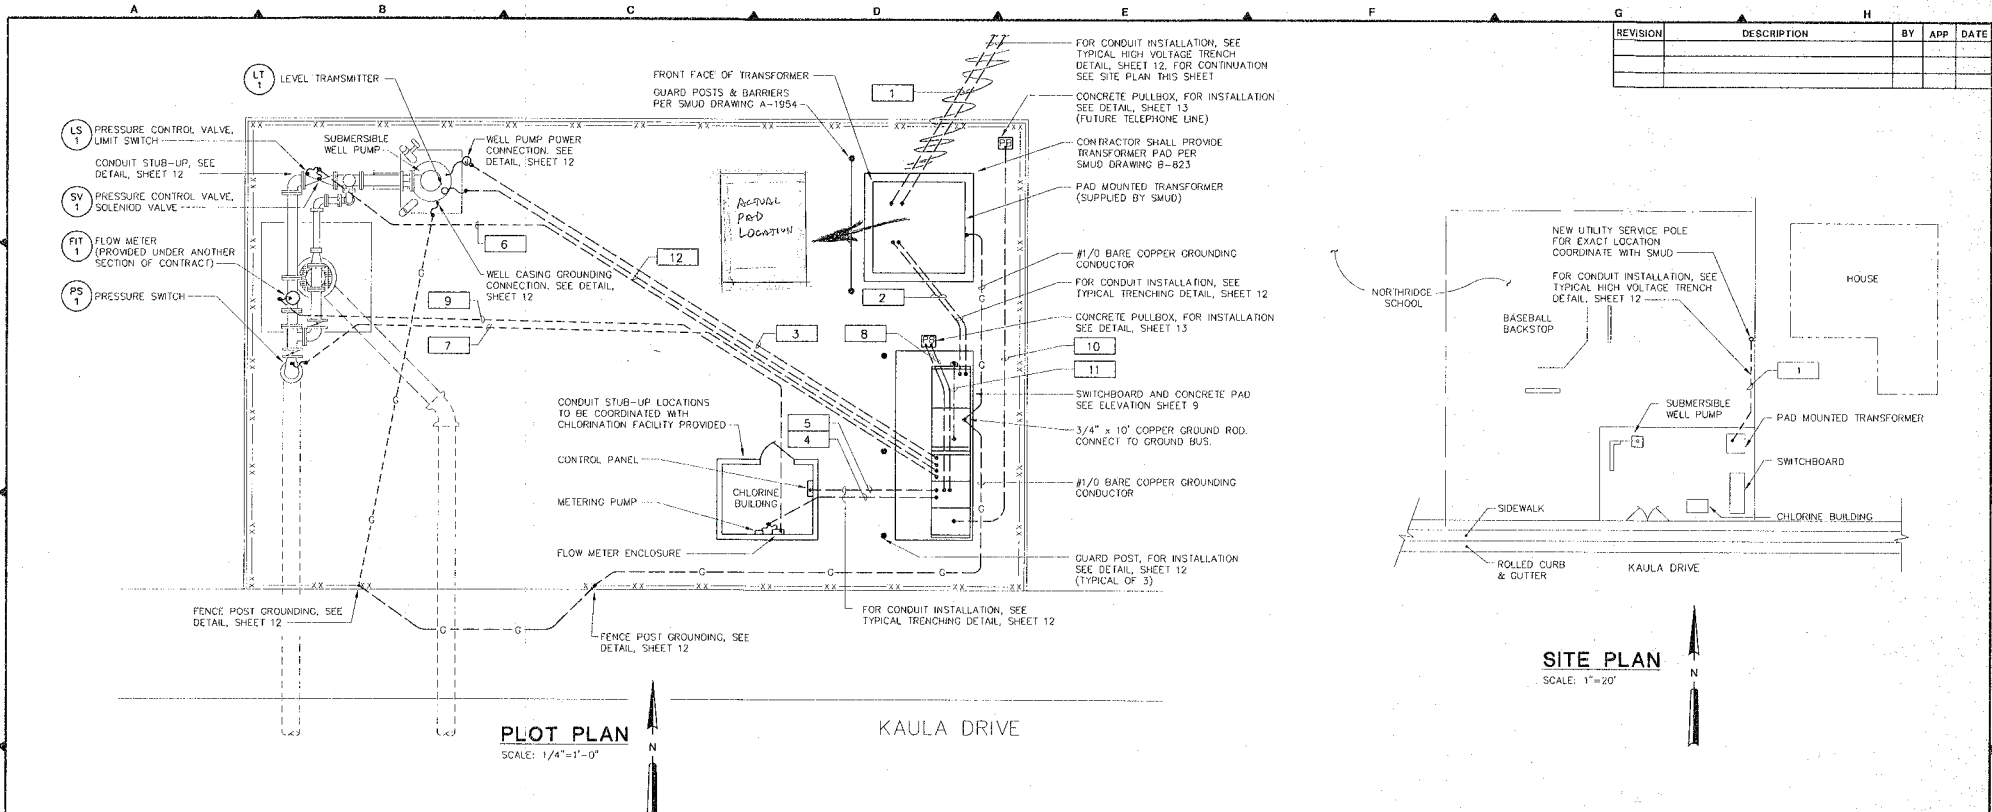 A B C D E F G H
REVISION DESCRIPTION BY APP DATE
LT
1
LEVEL TRANSMITTER
LS
1
PRESSURE CONTROL VALVE,
LIMIT SWITCH
CONDUIT STUB-UP, SEE
DETAIL, SHEET 12
SV
1
PRESSURE CONTROL VALVE,
SOLENIOD VALVE
FIT
1
FLOW METER
(PROVIDED UNDER ANOTHER
SECTION OF CONTRACT)
PS
1
PRESSURE SWITCH
SUBMERSIBLE
WELL PUMP
WELL PUMP POWER
CONNECTION. SEE
DETAIL, SHEET 12
6
WELL CASING GROUNDING
CONNECTION. SEE DETAIL,
SHEET 12
9
7
12
3
FRONT FACE OF TRANSFORMER
GUARD POSTS & BARRIERS
PER SMUD DRAWING A-1954
1
ACTUAL
PAD
LOCATION
2
8
PB
PB
FOR CONDUIT INSTALLATION, SEE
TYPICAL HIGH VOLTAGE TRENCH
DETAIL, SHEET 12. FOR CONTINUATION
SEE SITE PLAN THIS SHEET
CONCRETE PULLBOX, FOR INSTALLATION
SEE DETAIL, SHEET 13
(FUTURE TELEPHONE LINE)
CONTRACTOR SHALL PROVIDE
TRANSFORMER PAD PER
SMUD DRAWING B-823
PAD MOUNTED TRANSFORMER
(SUPPLIED BY SMUD)
#1/0 BARE COPPER GROUNDING
CONDUCTOR
FOR CONDUIT INSTALLATION, SEE
TYPICAL TRENCHING DETAIL, SHEET 12
CONCRETE PULLBOX, FOR INSTALLATION
SEE DETAIL, SHEET 13
10
11
SWITCHBOARD AND CONCRETE PAD
SEE ELEVATION SHEET 9
3/4" x 10' COPPER GROUND ROD.
CONNECT TO GROUND BUS.
#1/0 BARE COPPER GROUNDING
CONDUCTOR
GUARD POST, FOR INSTALLATION
SEE DETAIL, SHEET 12
(TYPICAL OF 3)
CONDUIT STUB-UP LOCATIONS
TO BE COORDINATED WITH
CHLORINATION FACILITY PROVIDED
5
4
CONTROL PANEL
METERING PUMP
CHLORINE
BUILDING
FLOW METER ENCLOSURE
FENCE POST GROUNDING, SEE
DETAIL, SHEET 12
FENCE POST GROUNDING, SEE
DETAIL, SHEET 12
FOR CONDUIT INSTALLATION, SEE
TYPICAL TRENCHING DETAIL, SHEET 12
PLOT PLAN
SCALE: 1/4"=1'-0"
N
KAULA DRIVE
NORTHRIDGE
SCHOOL
BASEBALL
BACKSTOP
NEW UTILITY SERVICE POLE
FOR EXACT LOCATION
COORDINATE WITH SMUD
FOR CONDUIT INSTALLATION, SEE
TYPICAL HIGH VOLTAGE TRENCH
DETAIL, SHEET 12
HOUSE
1
SUBMERSIBLE
WELL PUMP
PAD MOUNTED TRANSFORMER
SWITCHBOARD
CHLORINE BUILDING
SIDEWALK
ROLLED CURB
& GUTTER
KAULA DRIVE
SITE PLAN
SCALE: 1"=20'
N